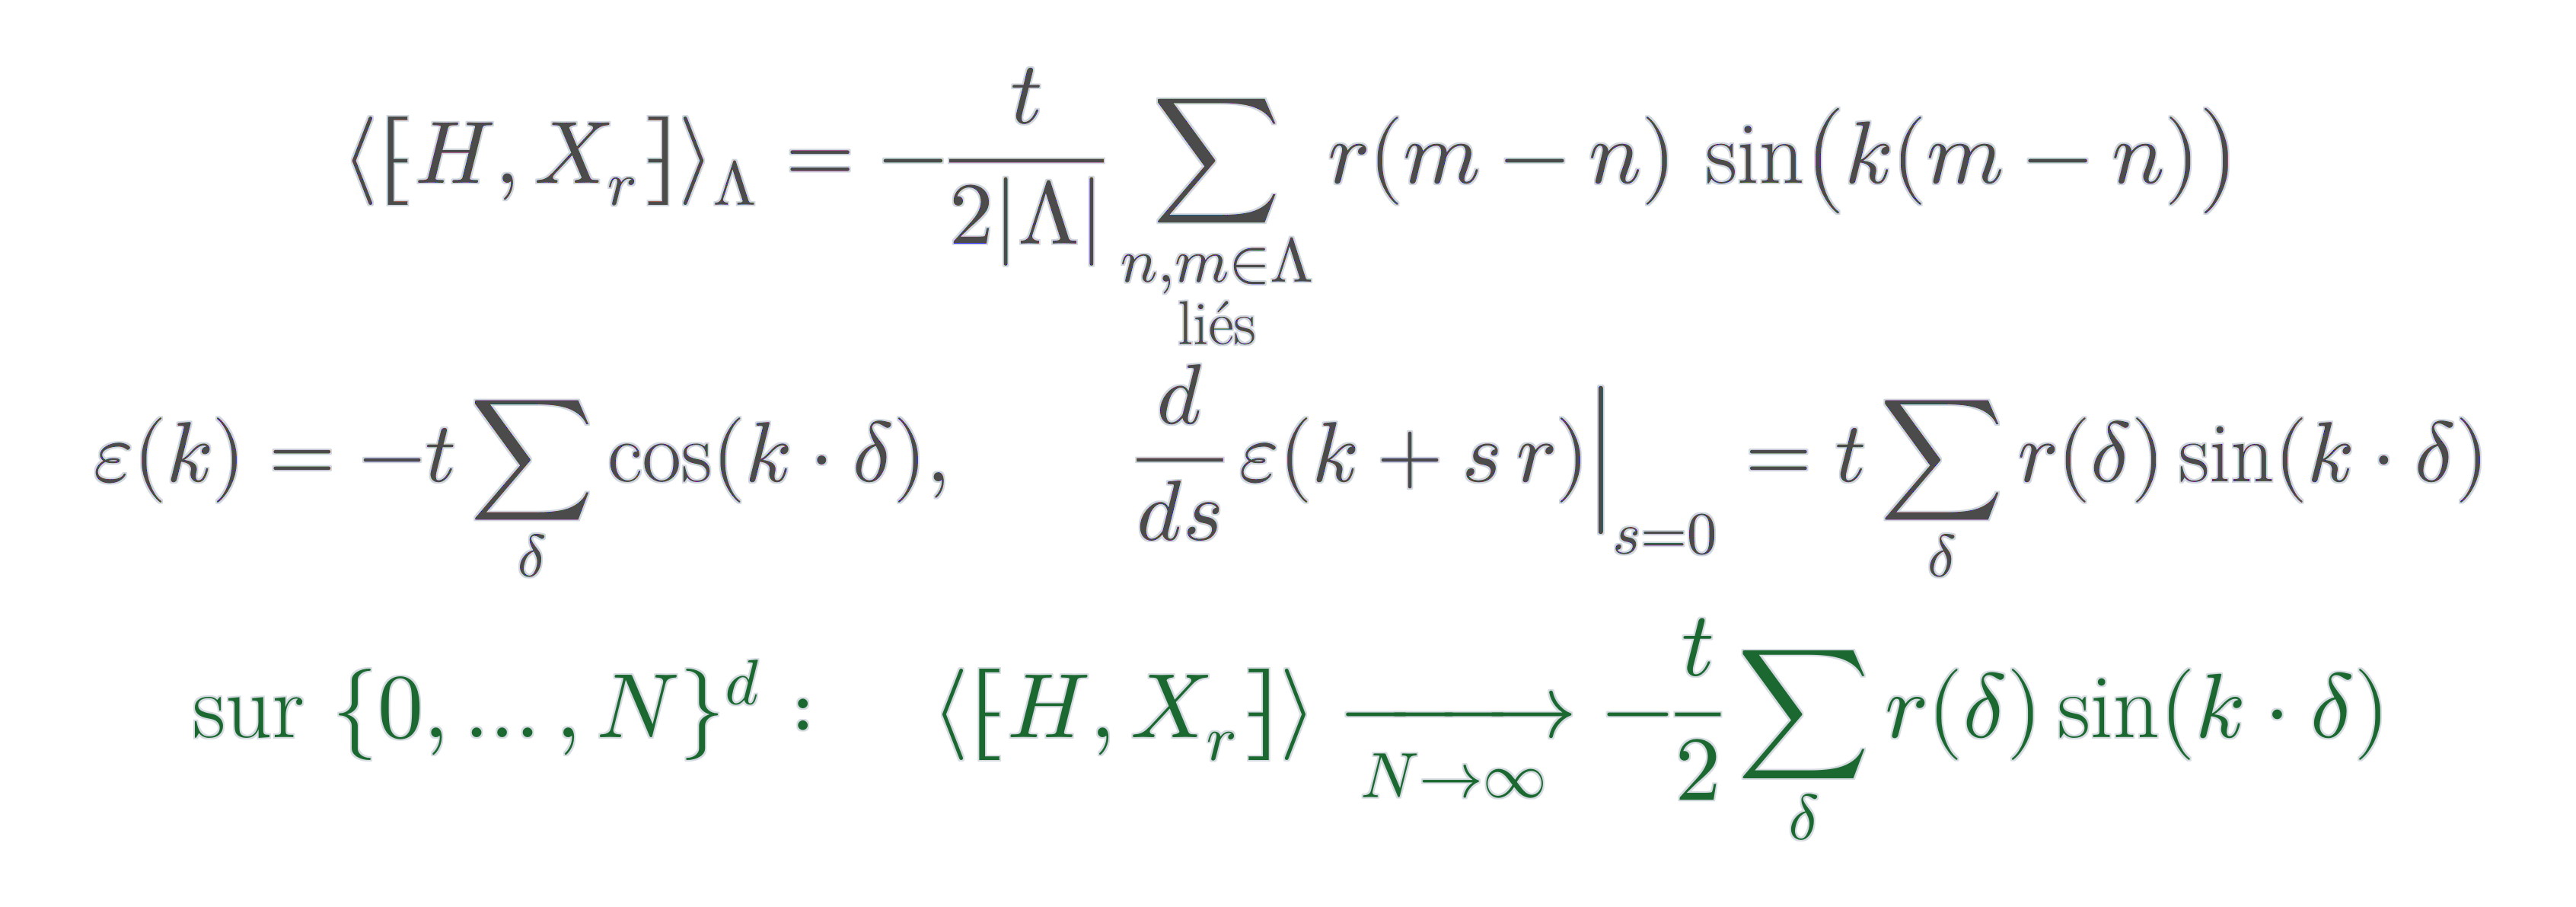 ⟨[H, X_r]⟩_Λ = −t/(2|Λ|) ∑_{n,m∈Λ liés} r(m − n) sin(k(m − n))
ε(k) = −t ∑_δ cos(k · δ), d/ds ε(k + s r)|_{s=0} = t ∑_δ r(δ) sin(k · δ)
sur {0, ..., N}^d : ⟨[H, X_r]⟩ ⟶_{N→∞} −t/2 ∑_δ r(δ) sin(k · δ)